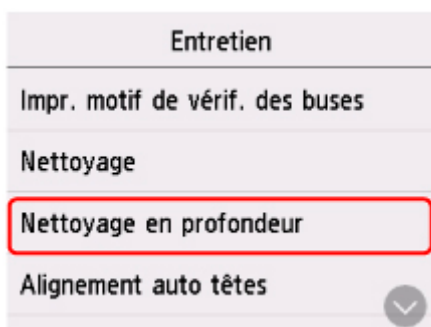 Entretien
Impr. motif de vérif. des buses
Nettoyage
Nettoyage en profondeur
Alignement auto têtes